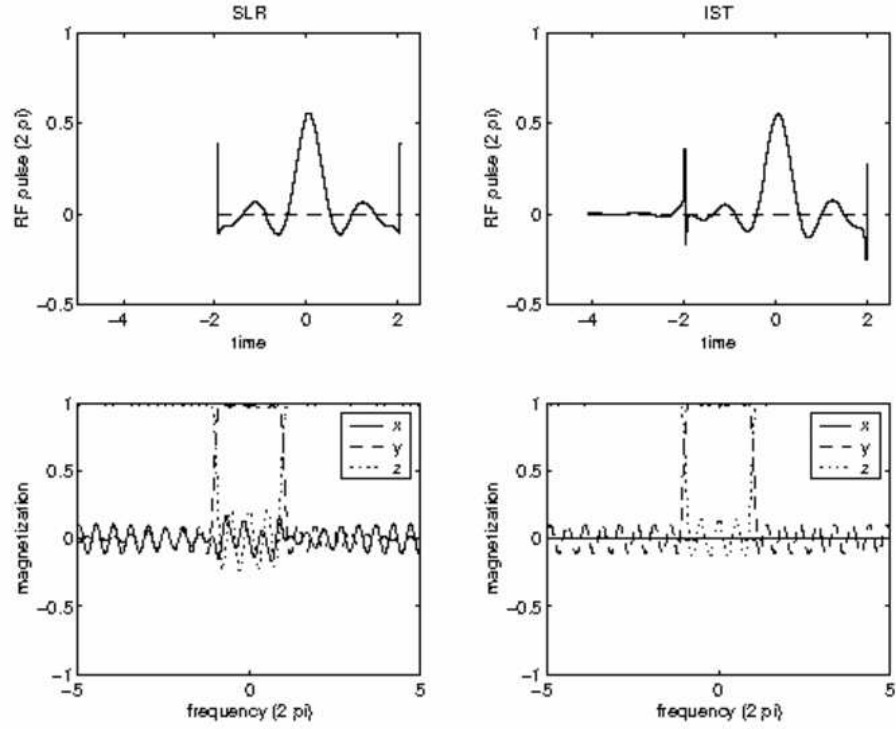 SLR
1
0.5
0
−0.5
RF pulse (2 pi)
−4
−2
0
2
time
IST
1
0.5
0
−0.5
RF pulse (2 pi)
−4
−2
0
2
time
1
0.5
0
−0.5
−1
magnetization
x
y
z
−5
0
5
frequency (2 pi)
1
0.5
0
−0.5
−1
magnetization
x
y
z
−5
0
5
frequency (2 pi)